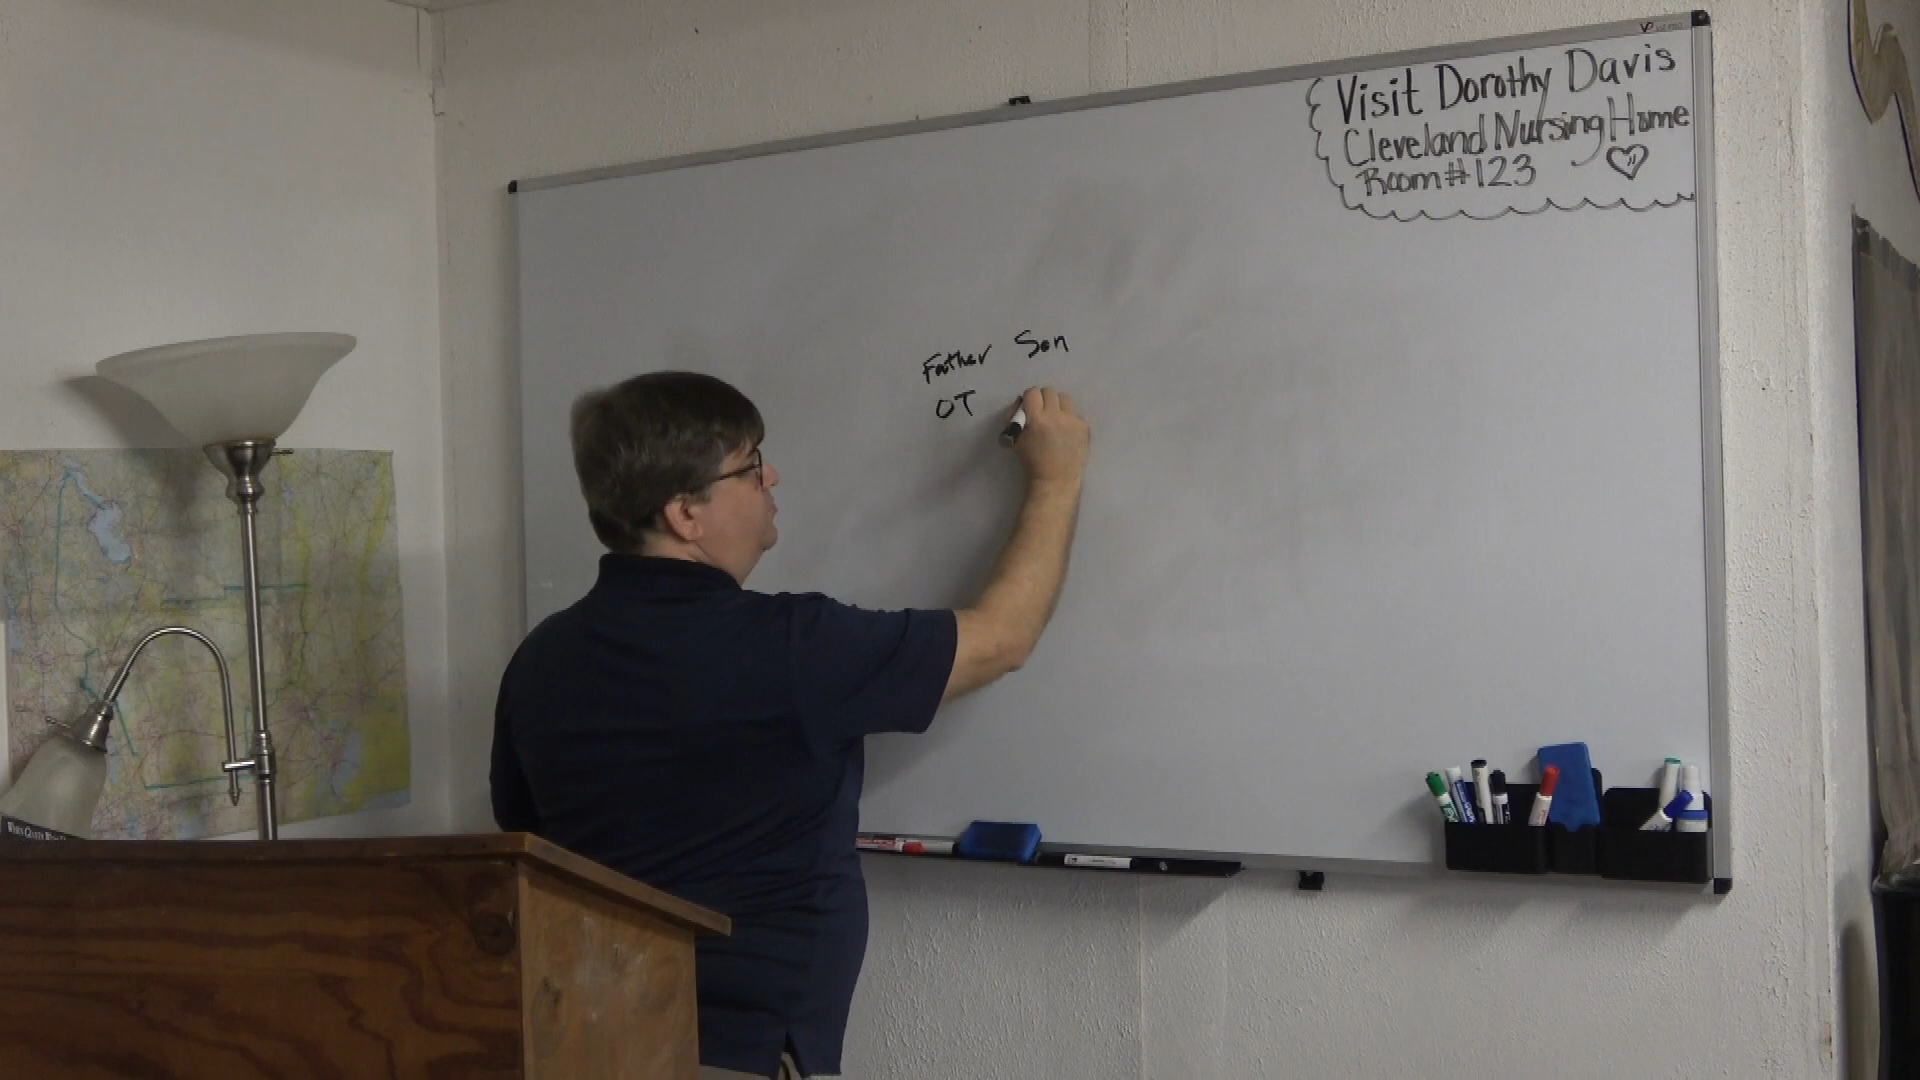 Visit Dorothy Davis
Cleveland Nursing Home
Room #123
Father Son
OT